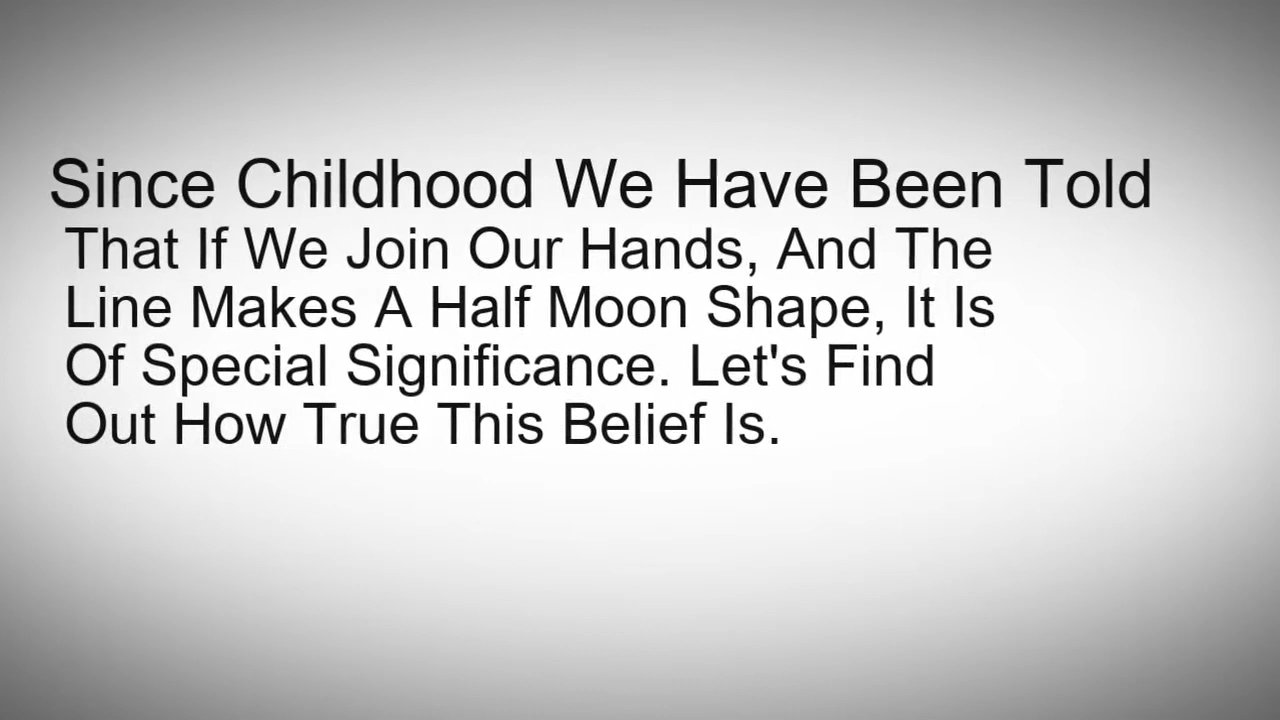 Since Childhood We Have Been Told
That If We Join Our Hands, And The
Line Makes A Half Moon Shape, It Is
Of Special Significance. Let's Find
Out How True This Belief Is.